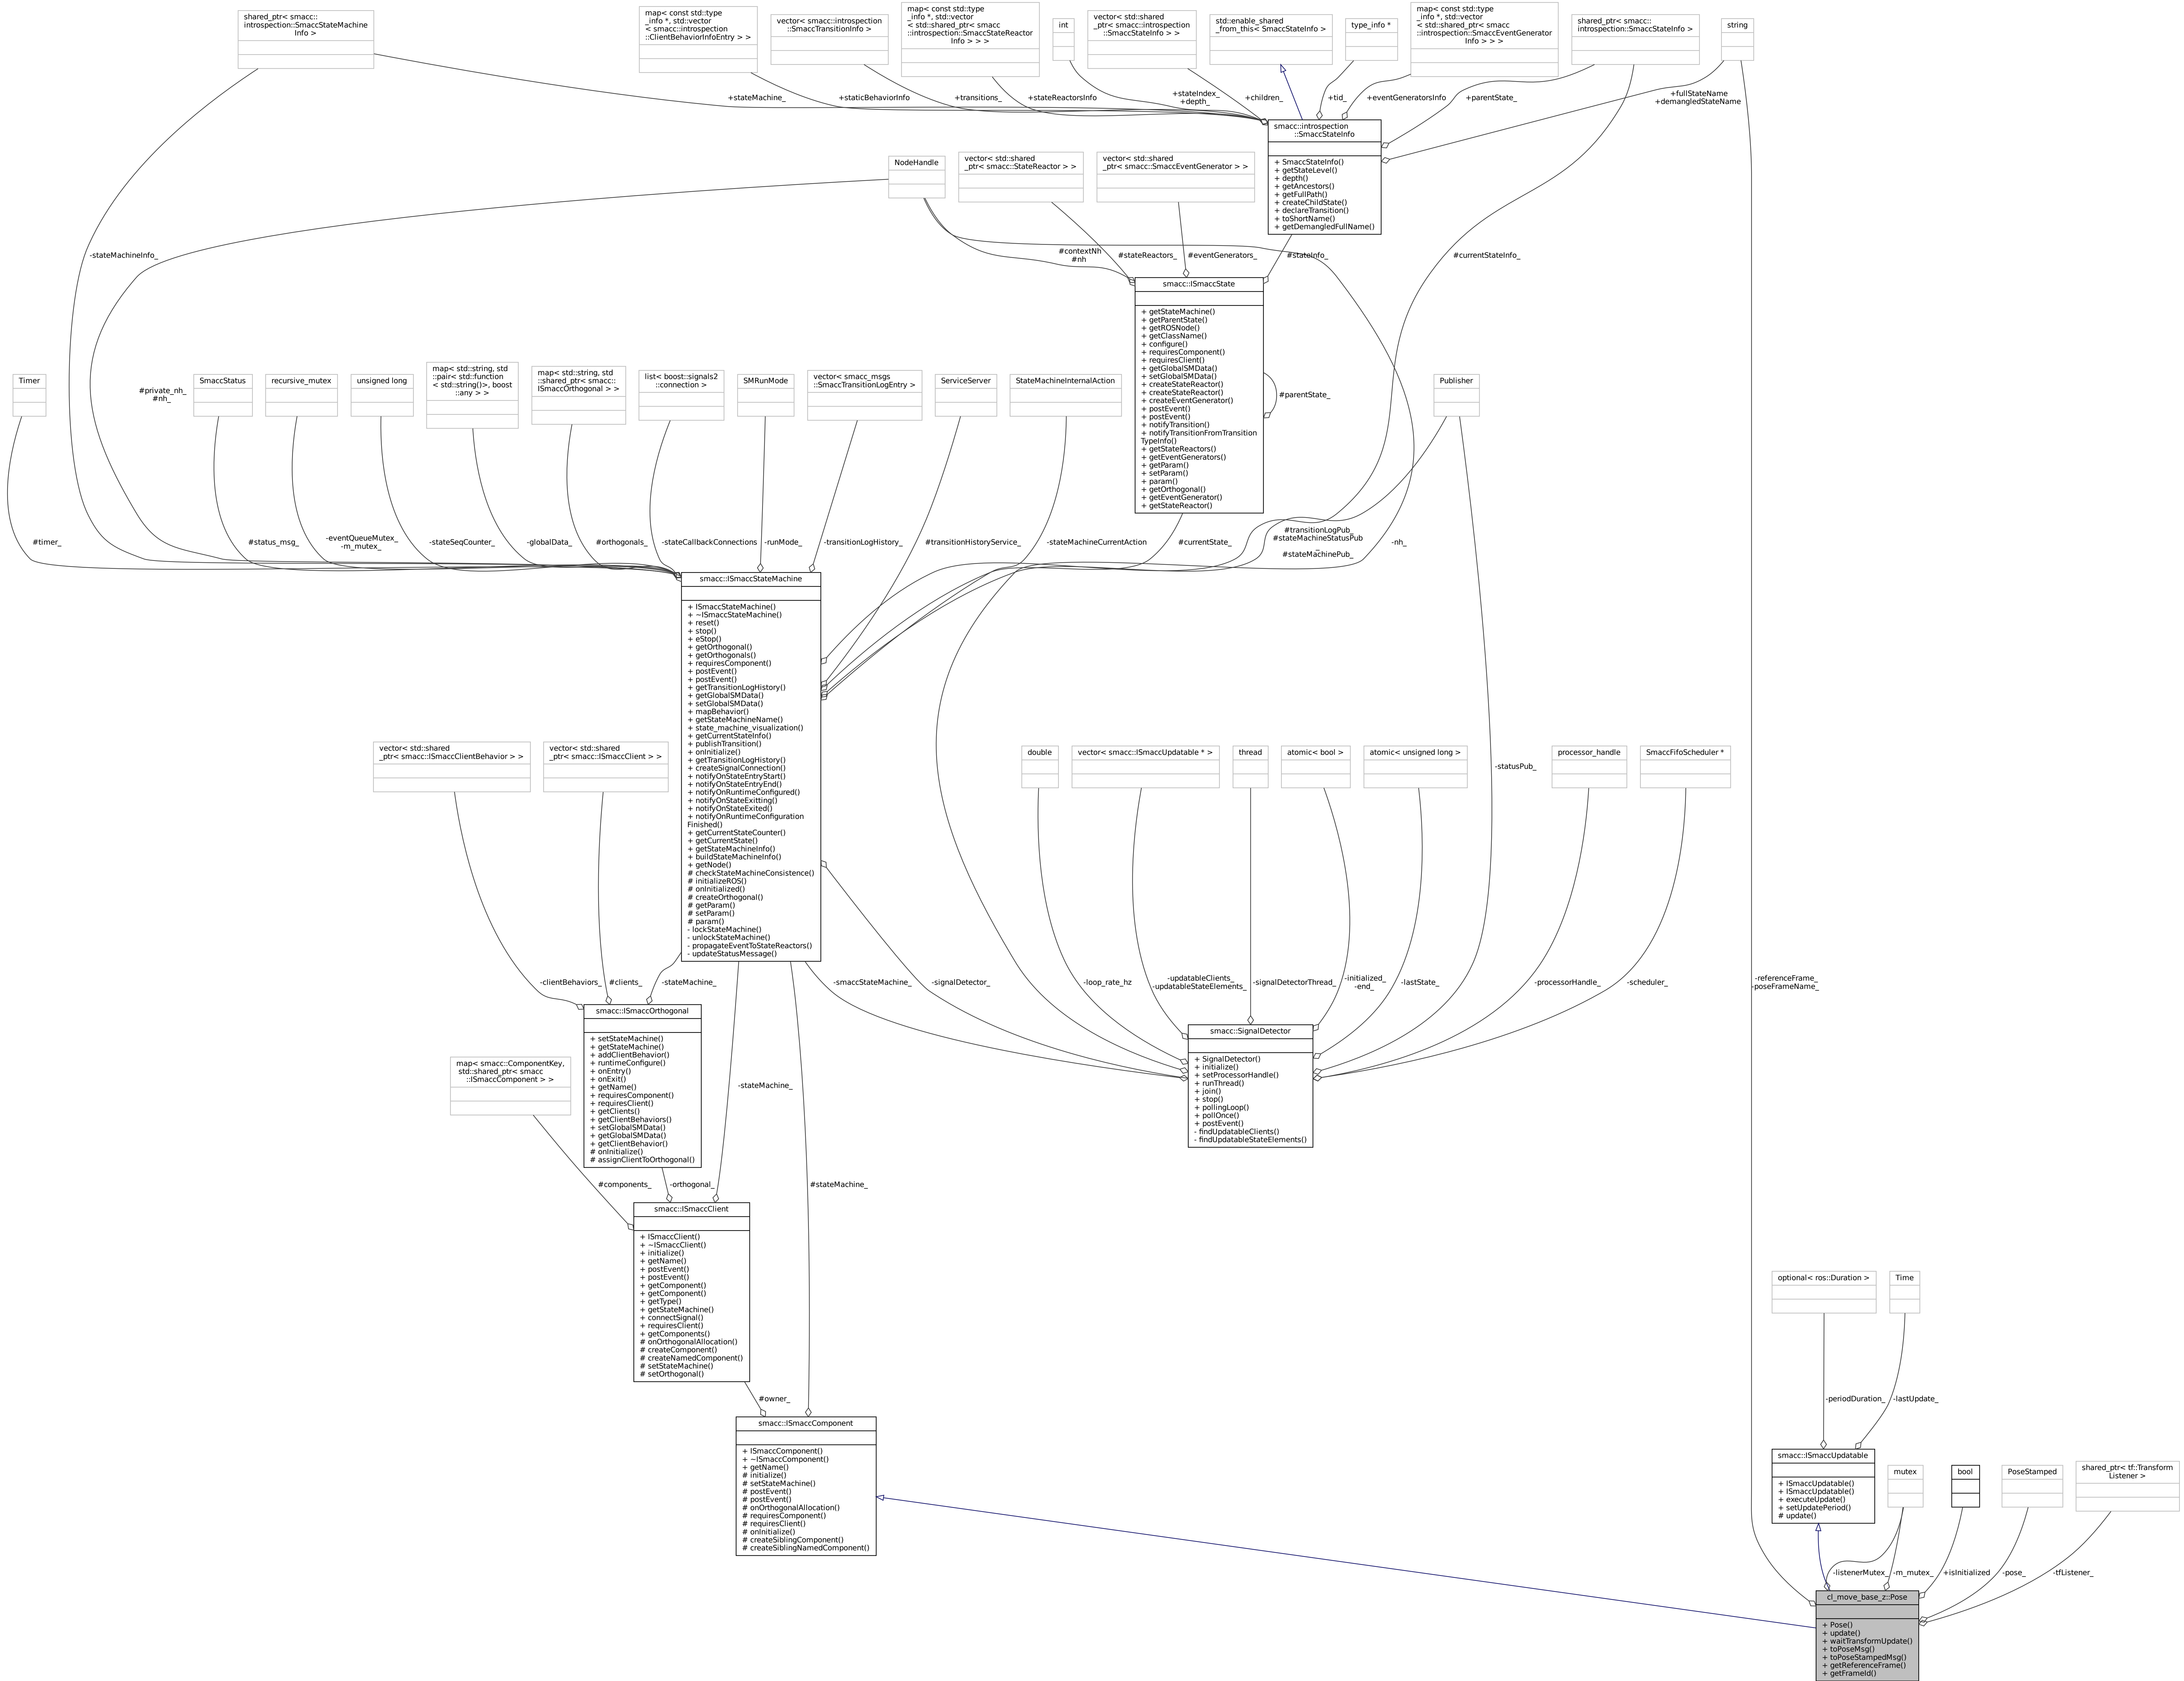 shared_ptr< smacc::
introspection::SmaccStateMachine
Info >
map< const std::type
_info *, std::vector
< smacc::introspection
::ClientBehaviorInfoEntry > >
vector< smacc::introspection
::SmaccTransitionInfo >
map< const std::type
_info *, std::vector
< std::shared_ptr< smacc
::introspection::SmaccStateReactor
Info > > >
int
vector< std::shared
_ptr< smacc::introspection
::SmaccStateInfo > >
std::enable_shared
_from_this< SmaccStateInfo >
type_info *
map< const std::type
_info *, std::vector
< std::shared_ptr< smacc
::introspection::SmaccEventGenerator
Info > > >
shared_ptr< smacc::
introspection::SmaccStateInfo >
string
+stateMachine_
+staticBehaviorInfo
+transitions_
+stateReactorsInfo
+stateIndex_
+depth_
+children_
+tid_
+eventGeneratorsInfo
+parentState_
+fullStateName
+demangledStateName
smacc::introspection
::SmaccStateInfo
+ SmaccStateInfo()
+ getStateLevel()
+ depth()
+ getAncestors()
+ getFullPath()
+ createChildState()
+ declareTransition()
+ toShortName()
+ getDemangledFullName()
NodeHandle
vector< std::shared
_ptr< smacc::StateReactor > >
vector< std::shared
_ptr< smacc::SmaccEventGenerator > >
-stateMachineInfo_
#contextNh
#nh
#stateReactors_
#eventGenerators_
#stateInfo_
#currentStateInfo_
smacc::ISmaccState
+ getStateMachine()
+ getParentState()
+ getROSNode()
+ getClassName()
+ configure()
+ requiresComponent()
+ requiresClient()
+ getGlobalSMData()
+ setGlobalSMData()
+ createStateReactor()
+ createStateReactor()
+ createEventGenerator()
+ postEvent()
+ postEvent()
+ notifyTransition()
+ notifyTransitionFromTransition
TypeInfo()
+ getStateReactors()
+ getEventGenerators()
+ getParam()
+ setParam()
+ param()
+ getOrthogonal()
+ getEventGenerator()
+ getStateReactor()
#parentState_
Timer
#private_nh_
#nh_
SmaccStatus
recursive_mutex
unsigned long
map< std::string, std
::pair< std::function
< std::string()>, boost
::any > >
map< std::string, std
::shared_ptr< smacc::
ISmaccOrthogonal > >
list< boost::signals2
::connection >
SMRunMode
vector< smacc_msgs
::SmaccTransitionLogEntry >
ServiceServer
StateMachineInternalAction
Publisher
#timer_
#status_msg_
-eventQueueMutex_
-m_mutex_
-stateSeqCounter_
-globalData_
#orthogonals_
-stateCallbackConnections
-runMode_
-transitionLogHistory_
#transitionHistoryService_
-stateMachineCurrentAction
#currentState_
#transitionLogPub_
#stateMachineStatusPub
_
#stateMachinePub_
-nh_
smacc::ISmaccStateMachine
+ ISmaccStateMachine()
+ ~ISmaccStateMachine()
+ reset()
+ stop()
+ eStop()
+ getOrthogonal()
+ getOrthogonals()
+ requiresComponent()
+ postEvent()
+ postEvent()
+ getTransitionLogHistory()
+ getGlobalSMData()
+ setGlobalSMData()
+ mapBehavior()
+ getStateMachineName()
+ state_machine_visualization()
+ getCurrentStateInfo()
+ publishTransition()
+ onInitialize()
+ getTransitionLogHistory()
+ createSignalConnection()
+ notifyOnStateEntryStart()
+ notifyOnStateEntryEnd()
+ notifyOnRuntimeConfigured()
+ notifyOnStateExitting()
+ notifyOnStateExited()
+ notifyOnRuntimeConfiguration
Finished()
+ getCurrentStateCounter()
+ getCurrentState()
+ getStateMachineInfo()
+ buildStateMachineInfo()
+ getNode()
# checkStateMachineConsistence()
# initializeROS()
# onInitialized()
# createOrthogonal()
# getParam()
# setParam()
# param()
- lockStateMachine()
- unlockStateMachine()
- propagateEventToStateReactors()
- updateStatusMessage()
vector< std::shared
_ptr< smacc::ISmaccClientBehavior > >
vector< std::shared
_ptr< smacc::ISmaccClient > >
double
vector< smacc::ISmaccUpdatable * >
thread
atomic< bool >
atomic< unsigned long >
-statusPub_
processor_handle
SmaccFifoScheduler *
-clientBehaviors_
#clients_
-stateMachine_
-smaccStateMachine_
-signalDetector_
-loop_rate_hz
-updatableClients_
-updatableStateElements_
-signalDetectorThread_
-initialized_
-end_
-lastState_
-processorHandle_
-scheduler_
-referenceFrame_
-poseFrameName_
smacc::ISmaccOrthogonal
+ setStateMachine()
+ getStateMachine()
+ addClientBehavior()
+ runtimeConfigure()
+ onEntry()
+ onExit()
+ getName()
+ requiresComponent()
+ requiresClient()
+ getClients()
+ getClientBehaviors()
+ setGlobalSMData()
+ getGlobalSMData()
+ getClientBehavior()
# onInitialize()
# assignClientToOrthogonal()
smacc::SignalDetector
+ SignalDetector()
+ initialize()
+ setProcessorHandle()
+ runThread()
+ join()
+ stop()
+ pollingLoop()
+ pollOnce()
+ postEvent()
- findUpdatableClients()
- findUpdatableStateElements()
map< smacc::ComponentKey,
std::shared_ptr< smacc
::ISmaccComponent > >
-stateMachine_
#components_
-orthogonal_
#stateMachine_
smacc::ISmaccClient
+ ISmaccClient()
+ ~ISmaccClient()
+ initialize()
+ getName()
+ postEvent()
+ postEvent()
+ getComponent()
+ getComponent()
+ getType()
+ getStateMachine()
+ connectSignal()
+ requiresClient()
+ getComponents()
# onOrthogonalAllocation()
# createComponent()
# createNamedComponent()
# setStateMachine()
# setOrthogonal()
optional< ros::Duration >
Time
#owner_
-periodDuration_
-lastUpdate_
smacc::ISmaccComponent
+ ISmaccComponent()
+ ~ISmaccComponent()
+ getName()
# initialize()
# setStateMachine()
# postEvent()
# postEvent()
# onOrthogonalAllocation()
# requiresComponent()
# requiresClient()
# onInitialize()
# createSiblingComponent()
# createSiblingNamedComponent()
smacc::ISmaccUpdatable
+ ISmaccUpdatable()
+ ISmaccUpdatable()
+ executeUpdate()
+ setUpdatePeriod()
# update()
mutex
bool
PoseStamped
shared_ptr< tf::Transform
Listener >
-listenerMutex_
-m_mutex_
+isInitialized
-pose_
-tfListener_
cl_move_base_z::Pose
+ Pose()
+ update()
+ waitTransformUpdate()
+ toPoseMsg()
+ toPoseStampedMsg()
+ getReferenceFrame()
+ getFrameId()